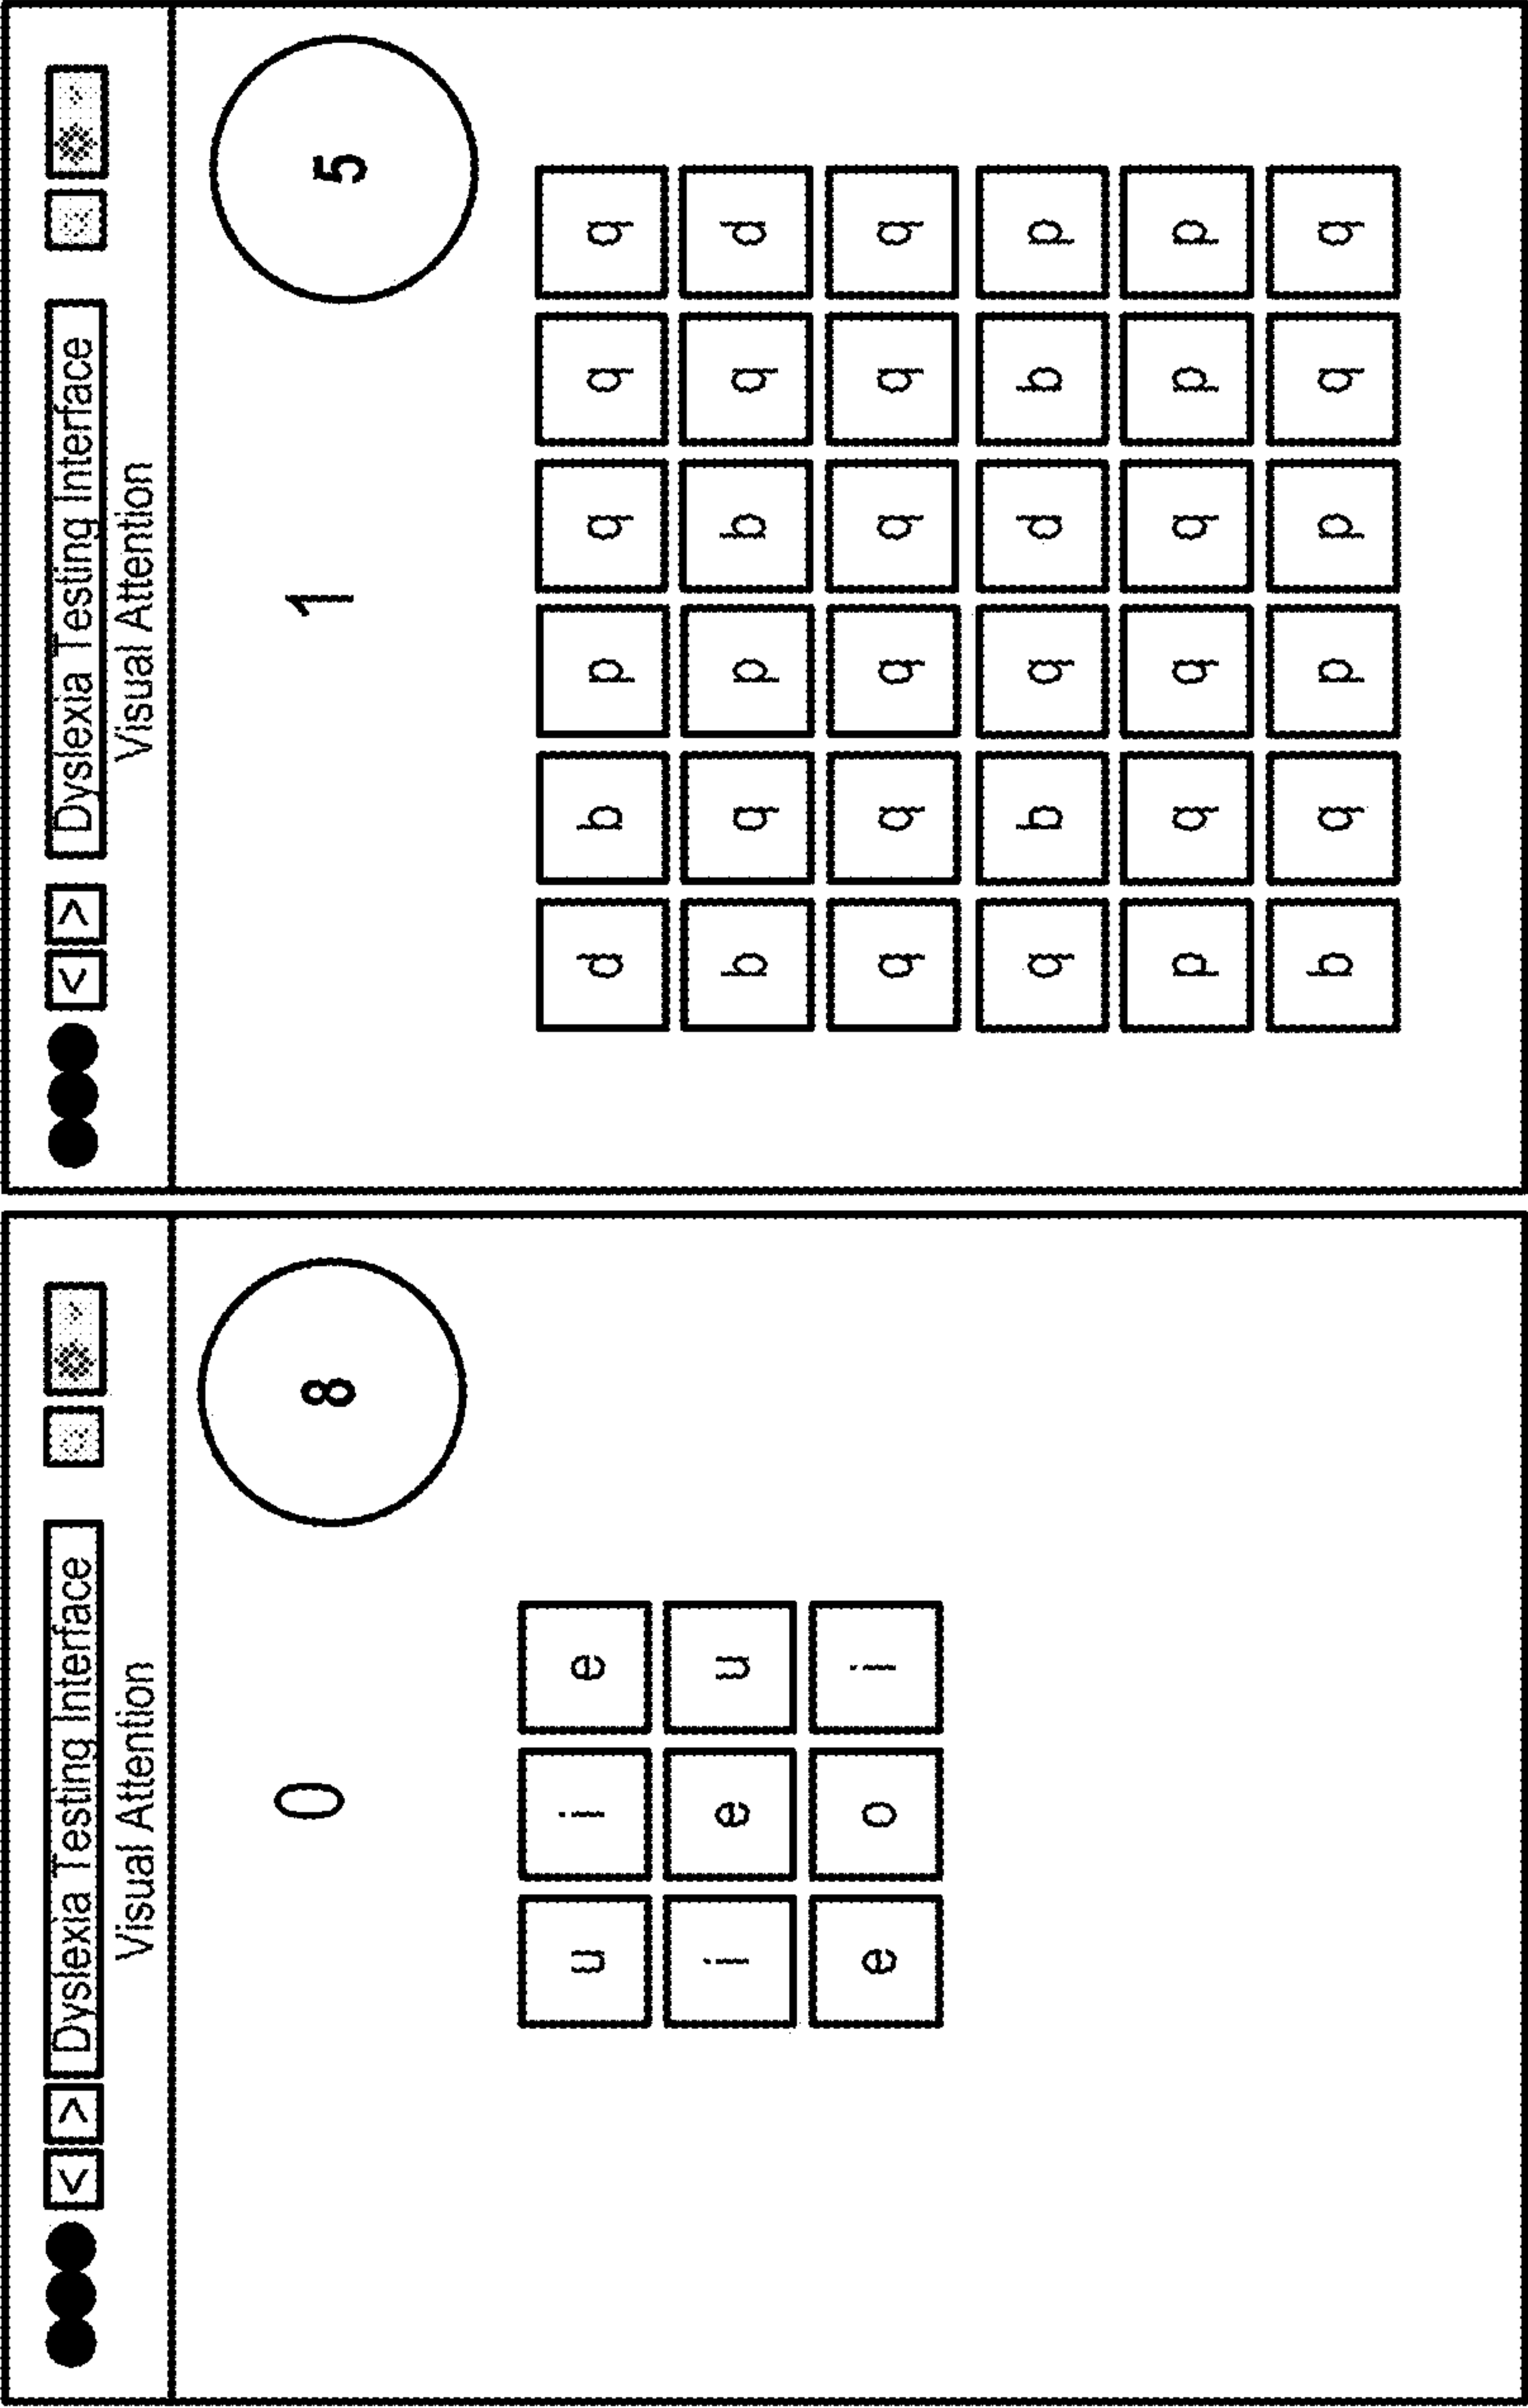 < > Dyslexia Testing Interface
Visual Attention
0
8
u i e
i e u
e o i
< > Dyslexia Testing Interface
Visual Attention
1
5
d b p q q q
b q p b q d
q q q q q q
q b q d b p
p q q q p p
b q p p q q